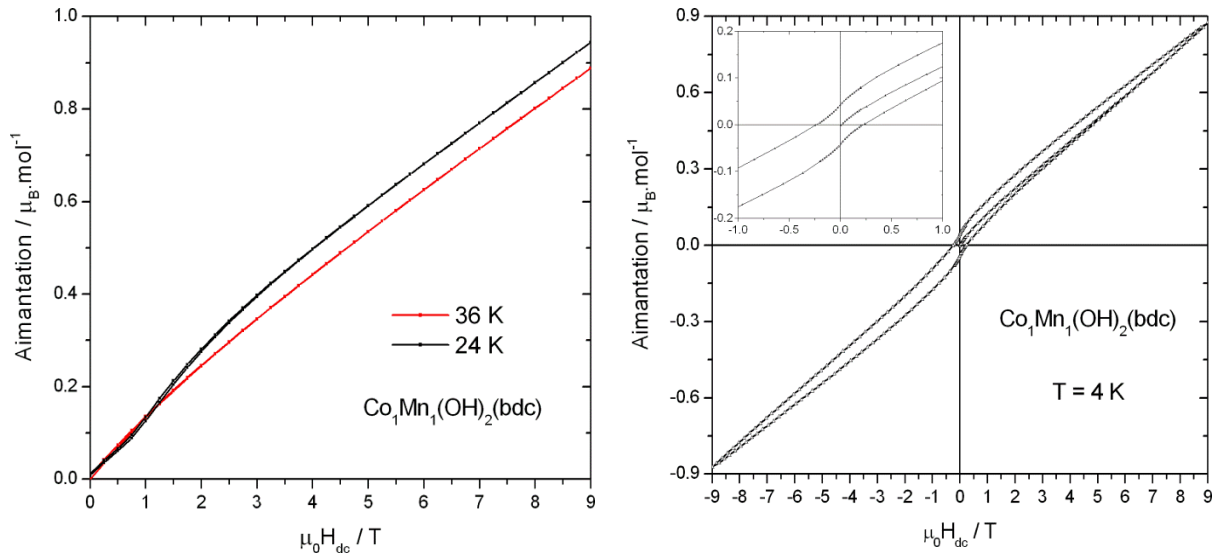 1.0
0.8
0.6
0.4
0.2
0.0
Aimantation / μ_B.mol⁻¹
0 1 2 3 4 5 6 7 8 9
μ₀H_dc / T
36 K
24 K
Co₁Mn₁(OH)₂(bdc)
0.9
0.6
0.3
0.0
-0.3
-0.6
-0.9
Aimantation / μ_B.mol⁻¹
-9 -8 -7 -6 -5 -4 -3 -2 -1 0 1 2 3 4 5 6 7 8 9
μ₀H_dc / T
0.2
0.1
0.0
-0.1
-0.2
-1.0 -0.5 0.0 0.5 1.0
Co₁Mn₁(OH)₂(bdc)
T = 4 K